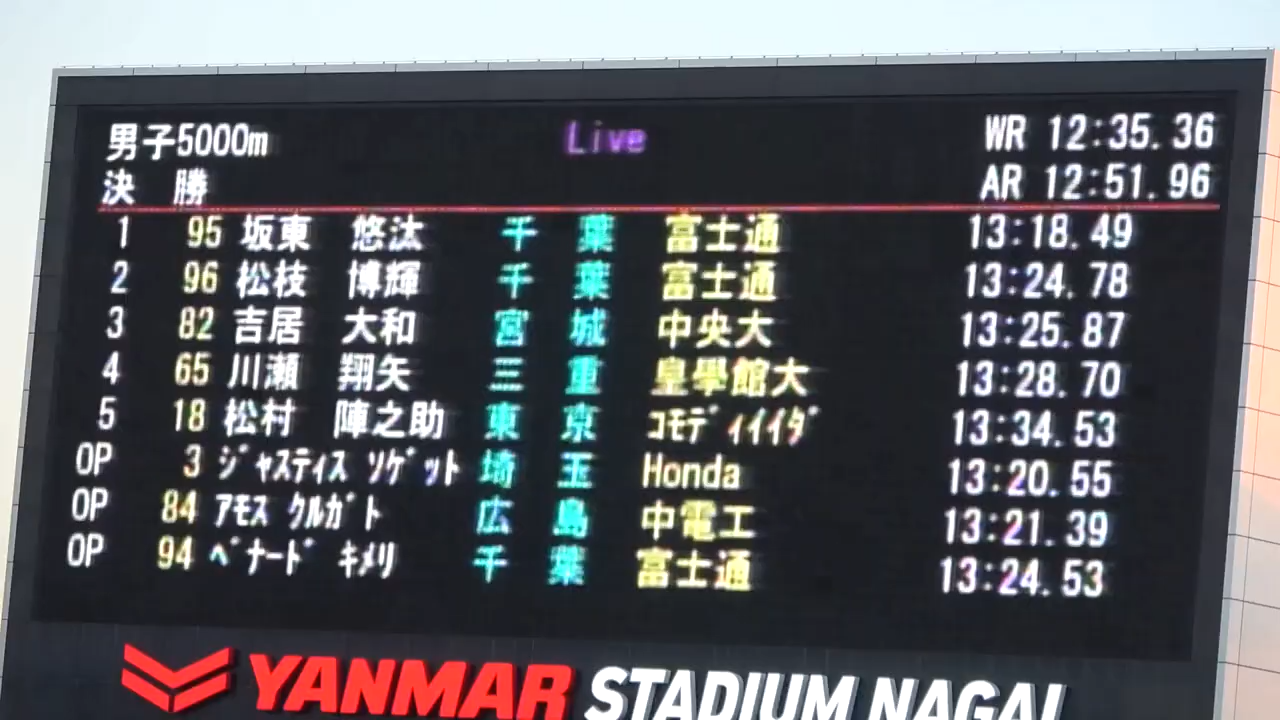 男子5000m Live WR 12:35.36
決 勝 AR 12:51.96
1 95 坂東 悠汰 千 葉 富士通 13:18.49
2 96 松枝 博輝 千 葉 富士通 13:24.78
3 82 吉居 大和 宮 城 中央大 13:25.87
4 65 川瀬 翔矢 三 重 皇學館大 13:28.70
5 18 松村 陣之助 東 京 ｺﾓﾃﾞｨｲｲﾀﾞ 13:34.53
OP 3 ｼﾞｬｽﾃｨｽ ｿｹﾞｯﾄ 埼 玉 Honda 13:20.55
OP 84 ｱﾓｽ ｸﾙｶﾞﾄ 広 島 中電工 13:21.39
OP 94 ﾍﾞﾅｰﾄﾞ ｷﾒﾘ 千 葉 富士通 13:24.53
YANMAR STADIUM NAGAI